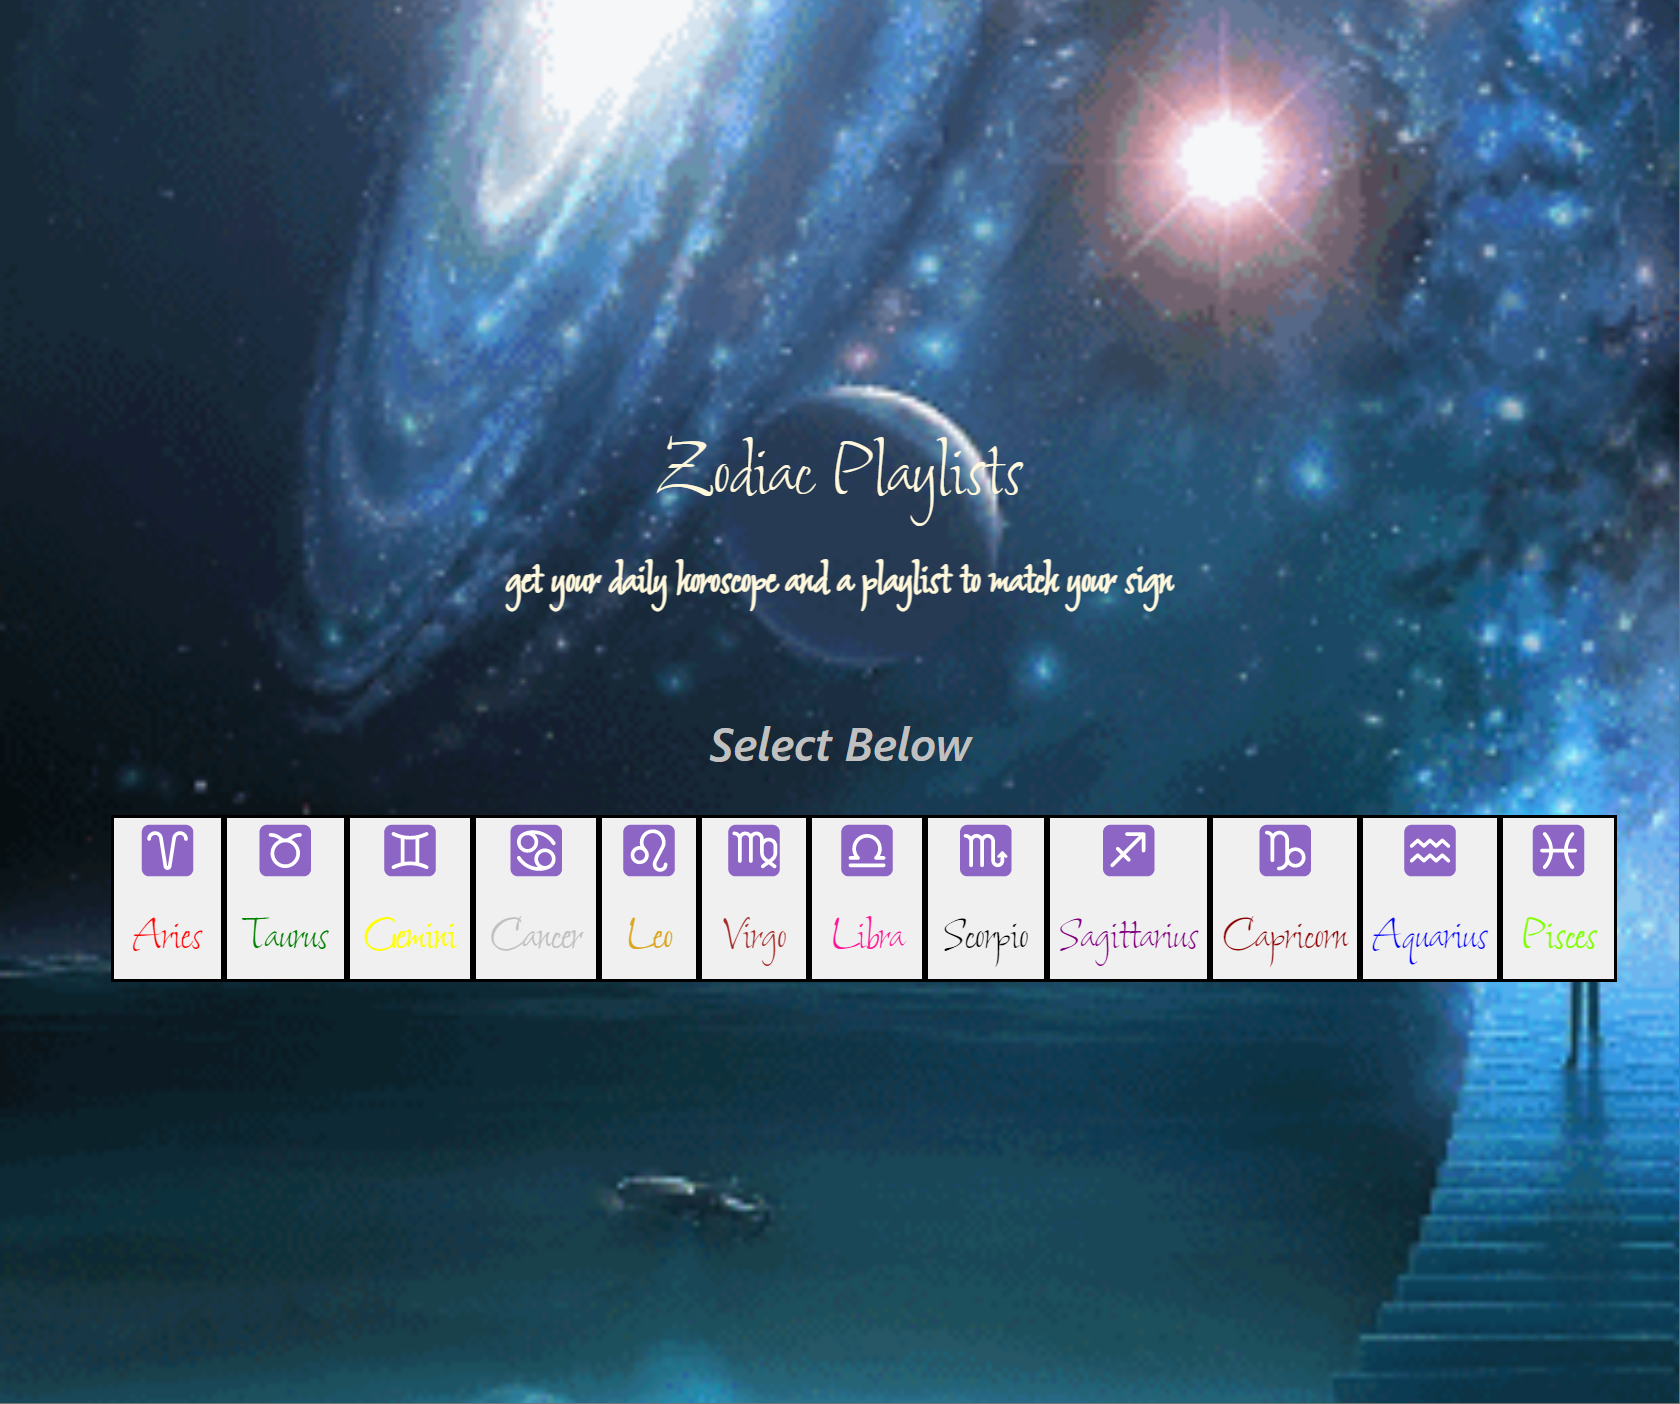 Zodiac Playlists
get your daily horoscope and a playlist to match your sign
Select Below
♈ ♉ ♊ ♋ ♌ ♍ ♎ ♏ ♐ ♑ ♒ ♓
Aries Taurus Gemini Cancer Leo Virgo Libra Scorpio Sagittarius Capricorn Aquarius Pisces